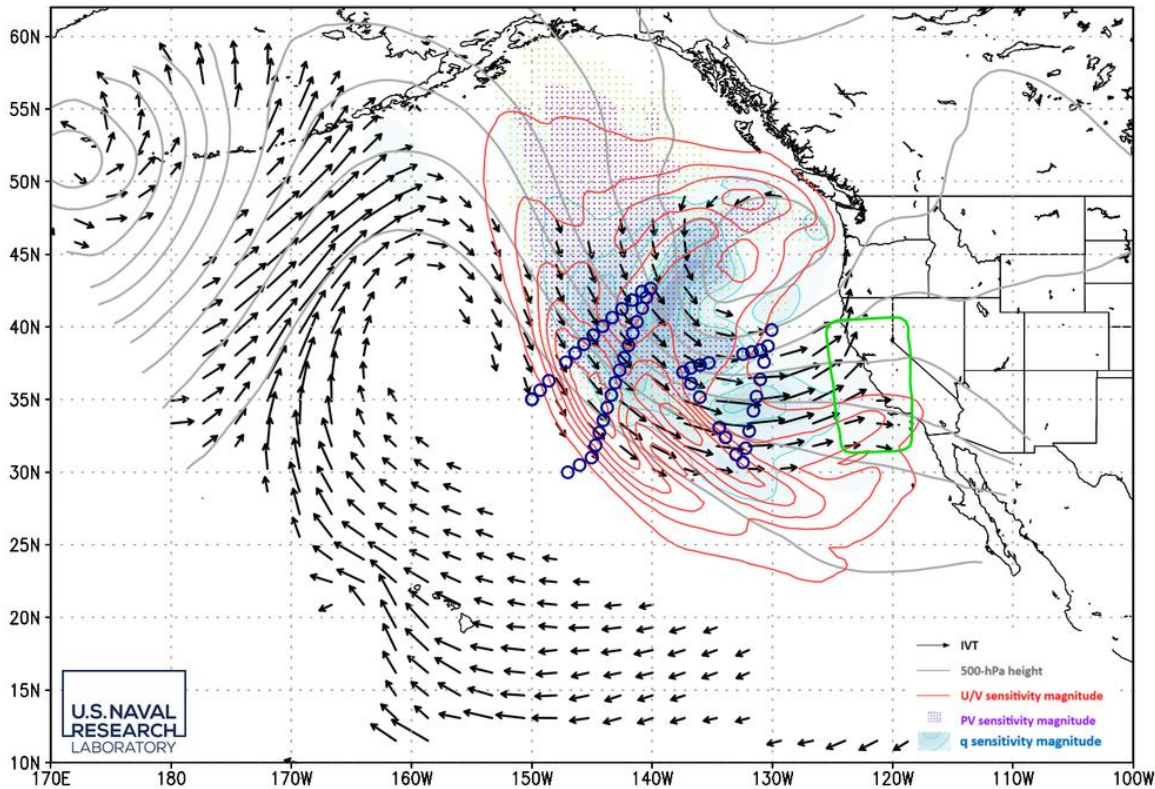 60N
55N
50N
45N
40N
35N
30N
25N
20N
15N
10N
170E
180
170W
160W
150W
140W
130W
120W
110W
100W
IVT
500-hPa height
U/V sensitivity magnitude
PV sensitivity magnitude
q sensitivity magnitude
U.S. NAVAL
RESEARCH
LABORATORY